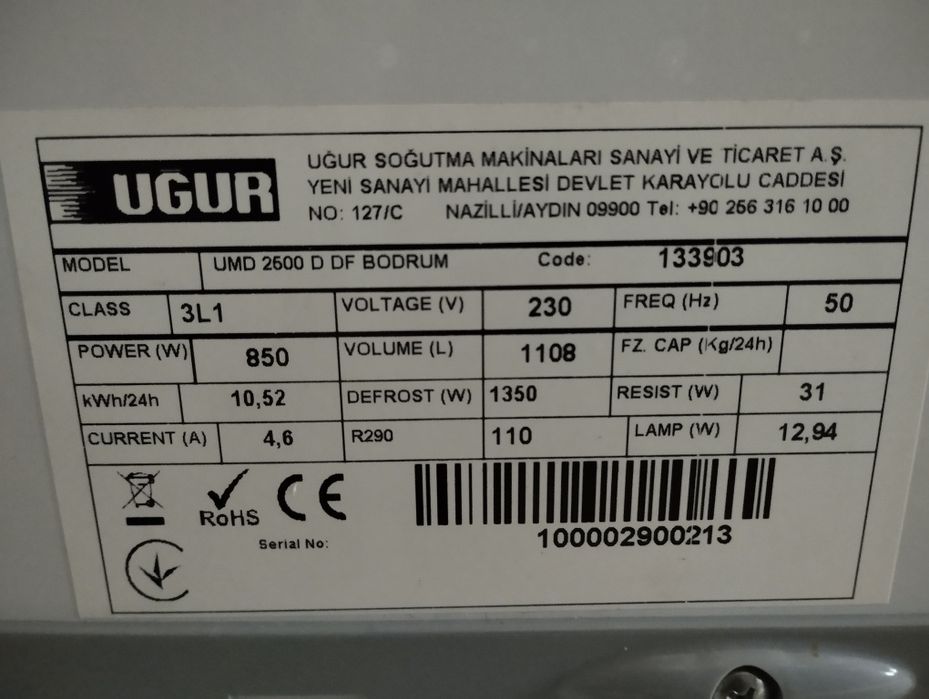 UĞUR
UĞUR SOĞUTMA MAKİNALARI SANAYİ VE TİCARET A.Ş.
YENİ SANAYİ MAHALLESİ DEVLET KARAYOLU CADDESİ
NO: 127/C NAZİLLİ/AYDIN 09900 Tel: +90 256 316 10 00
MODEL UMD 2500 D DF BODRUM Code: 133903
CLASS 3L1 VOLTAGE (V) 230 FREQ (Hz) 50
POWER (W) 850 VOLUME (L) 1108 FZ. CAP (Kg/24h)
kWh/24h 10,52 DEFROST (W) 1350 RESIST (W) 31
CURRENT (A) 4,6 R290 110 LAMP (W) 12,94
RoHS CE
Serial No: 100002900213